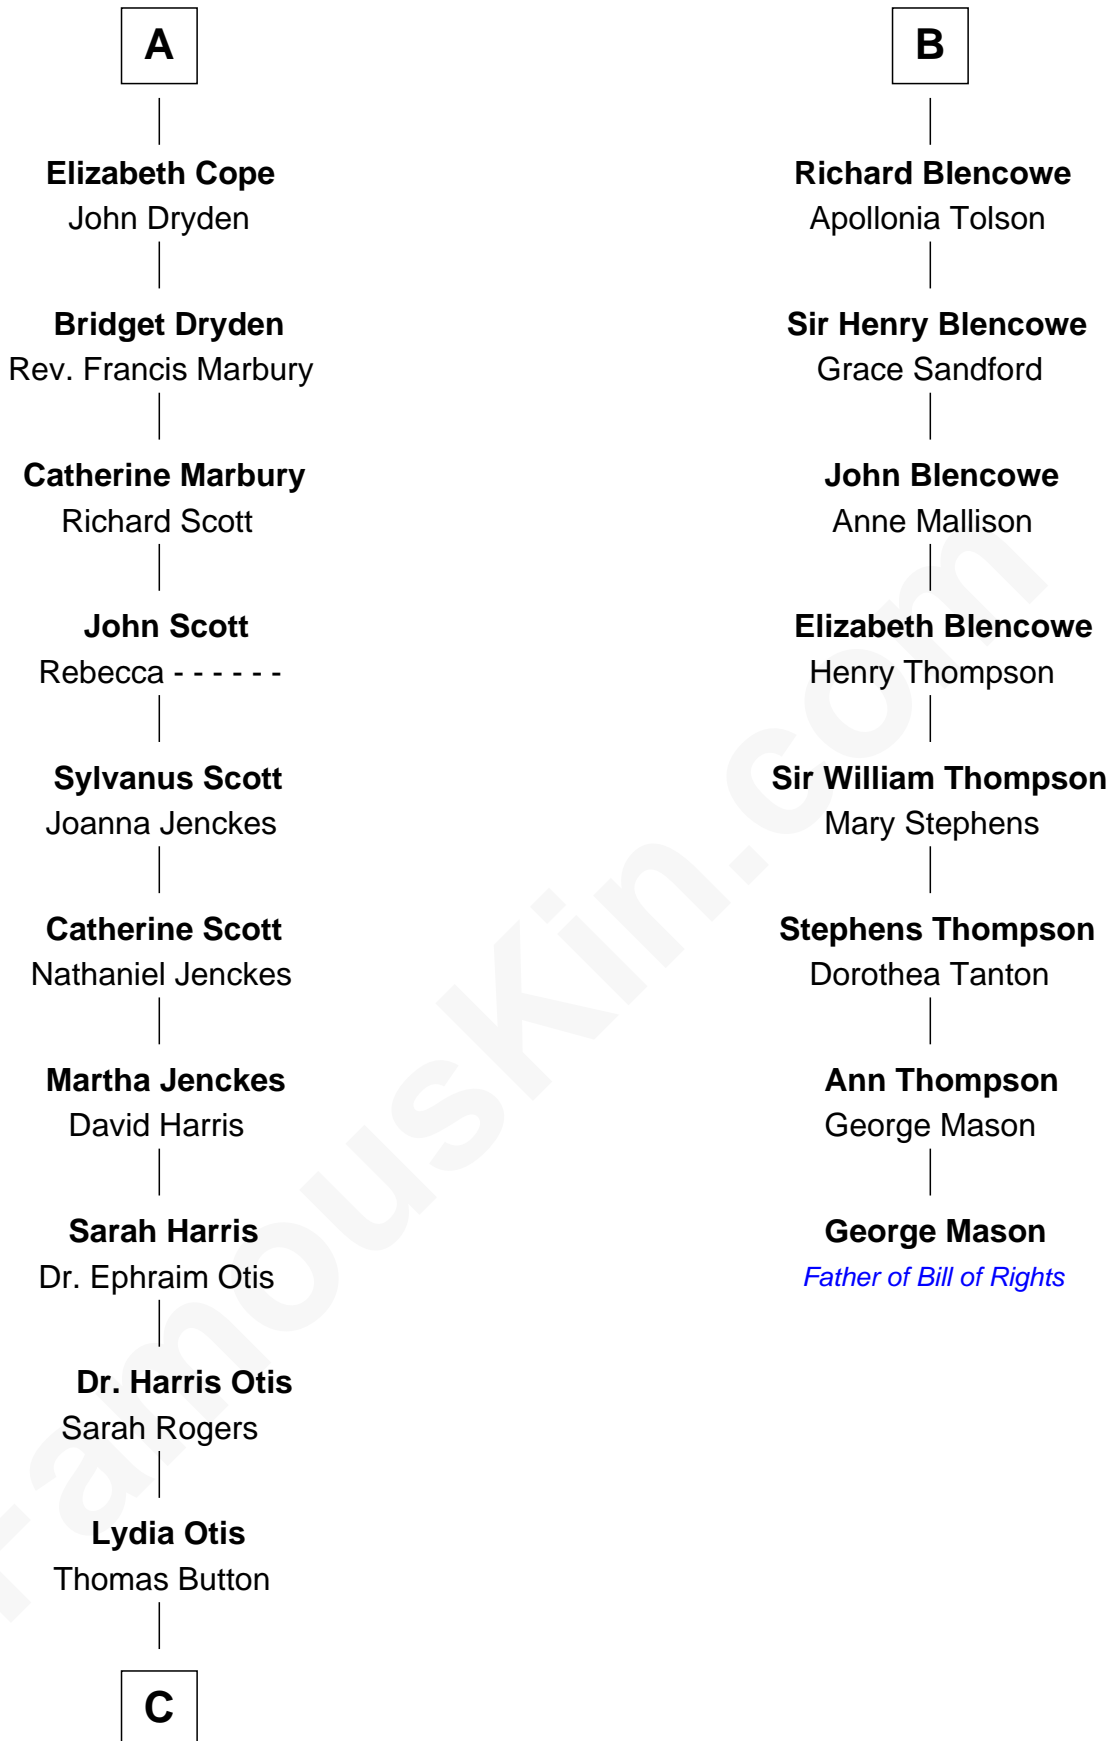 A
Elizabeth Cope
John Dryden
Bridget Dryden
Rev. Francis Marbury
Catherine Marbury
Richard Scott
John Scott
Rebecca - - - - - -
Sylvanus Scott
Joanna Jenckes
Catherine Scott
Nathaniel Jenckes
Martha Jenckes
David Harris
Sarah Harris
Dr. Ephraim Otis
Dr. Harris Otis
Sarah Rogers
Lydia Otis
Thomas Button
C
B
Richard Blencowe
Apollonia Tolson
Sir Henry Blencowe
Grace Sandford
John Blencowe
Anne Mallison
Elizabeth Blencowe
Henry Thompson
Sir William Thompson
Mary Stephens
Stephens Thompson
Dorothea Tanton
Ann Thompson
George Mason
George Mason
Father of Bill of Rights
FamousKin.com